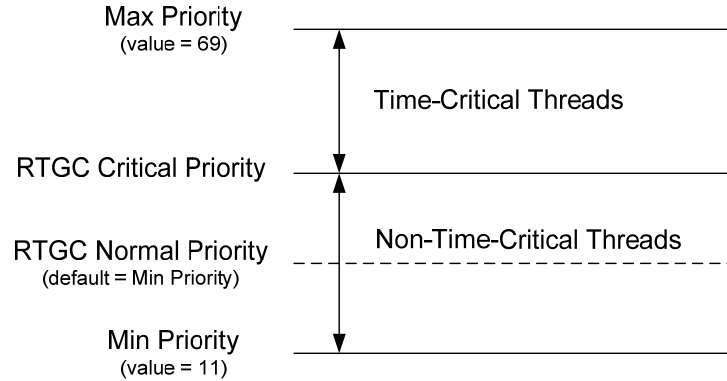 Max Priority
(value = 69)
Time-Critical Threads
RTGC Critical Priority
Non-Time-Critical Threads
RTGC Normal Priority
(default = Min Priority)
Min Priority
(value = 11)